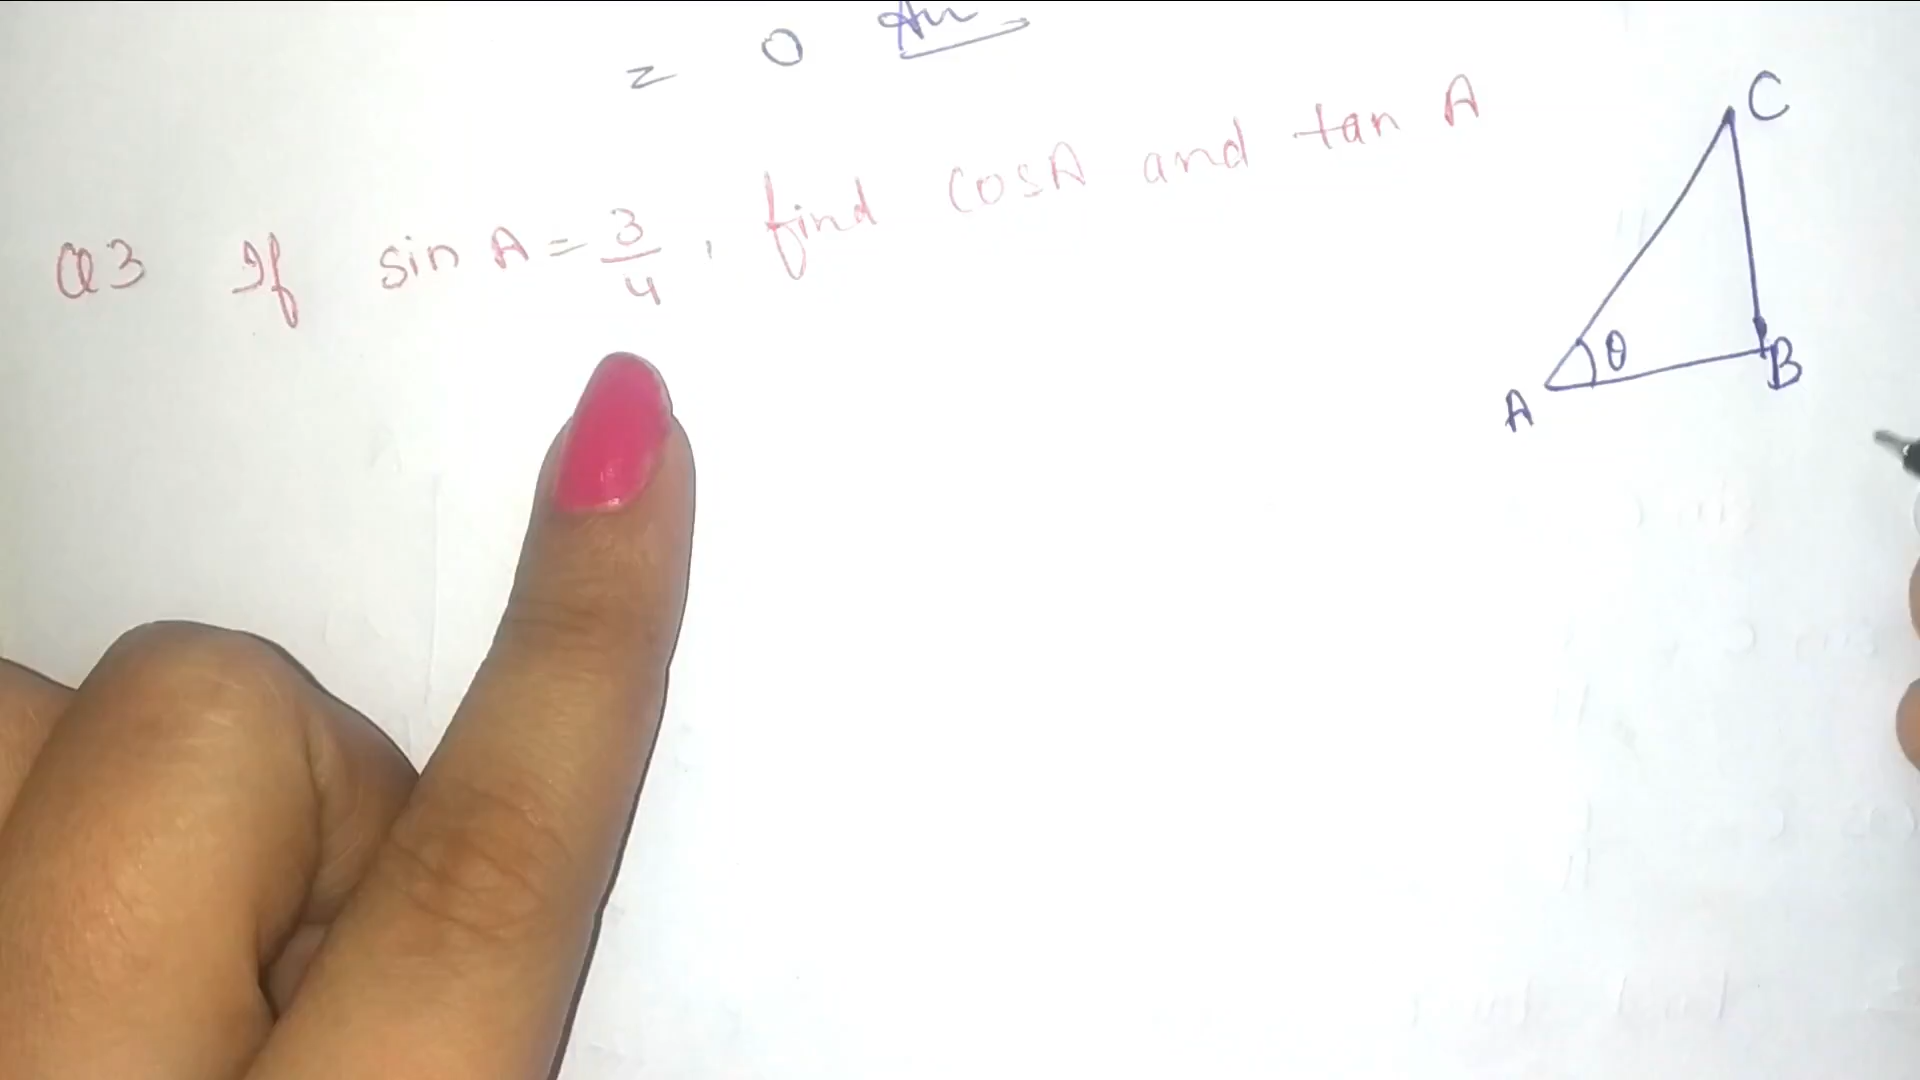 = 0 Ans
Q3 If sin A = 3/4, find cosA and tan A
C
θ
B
A